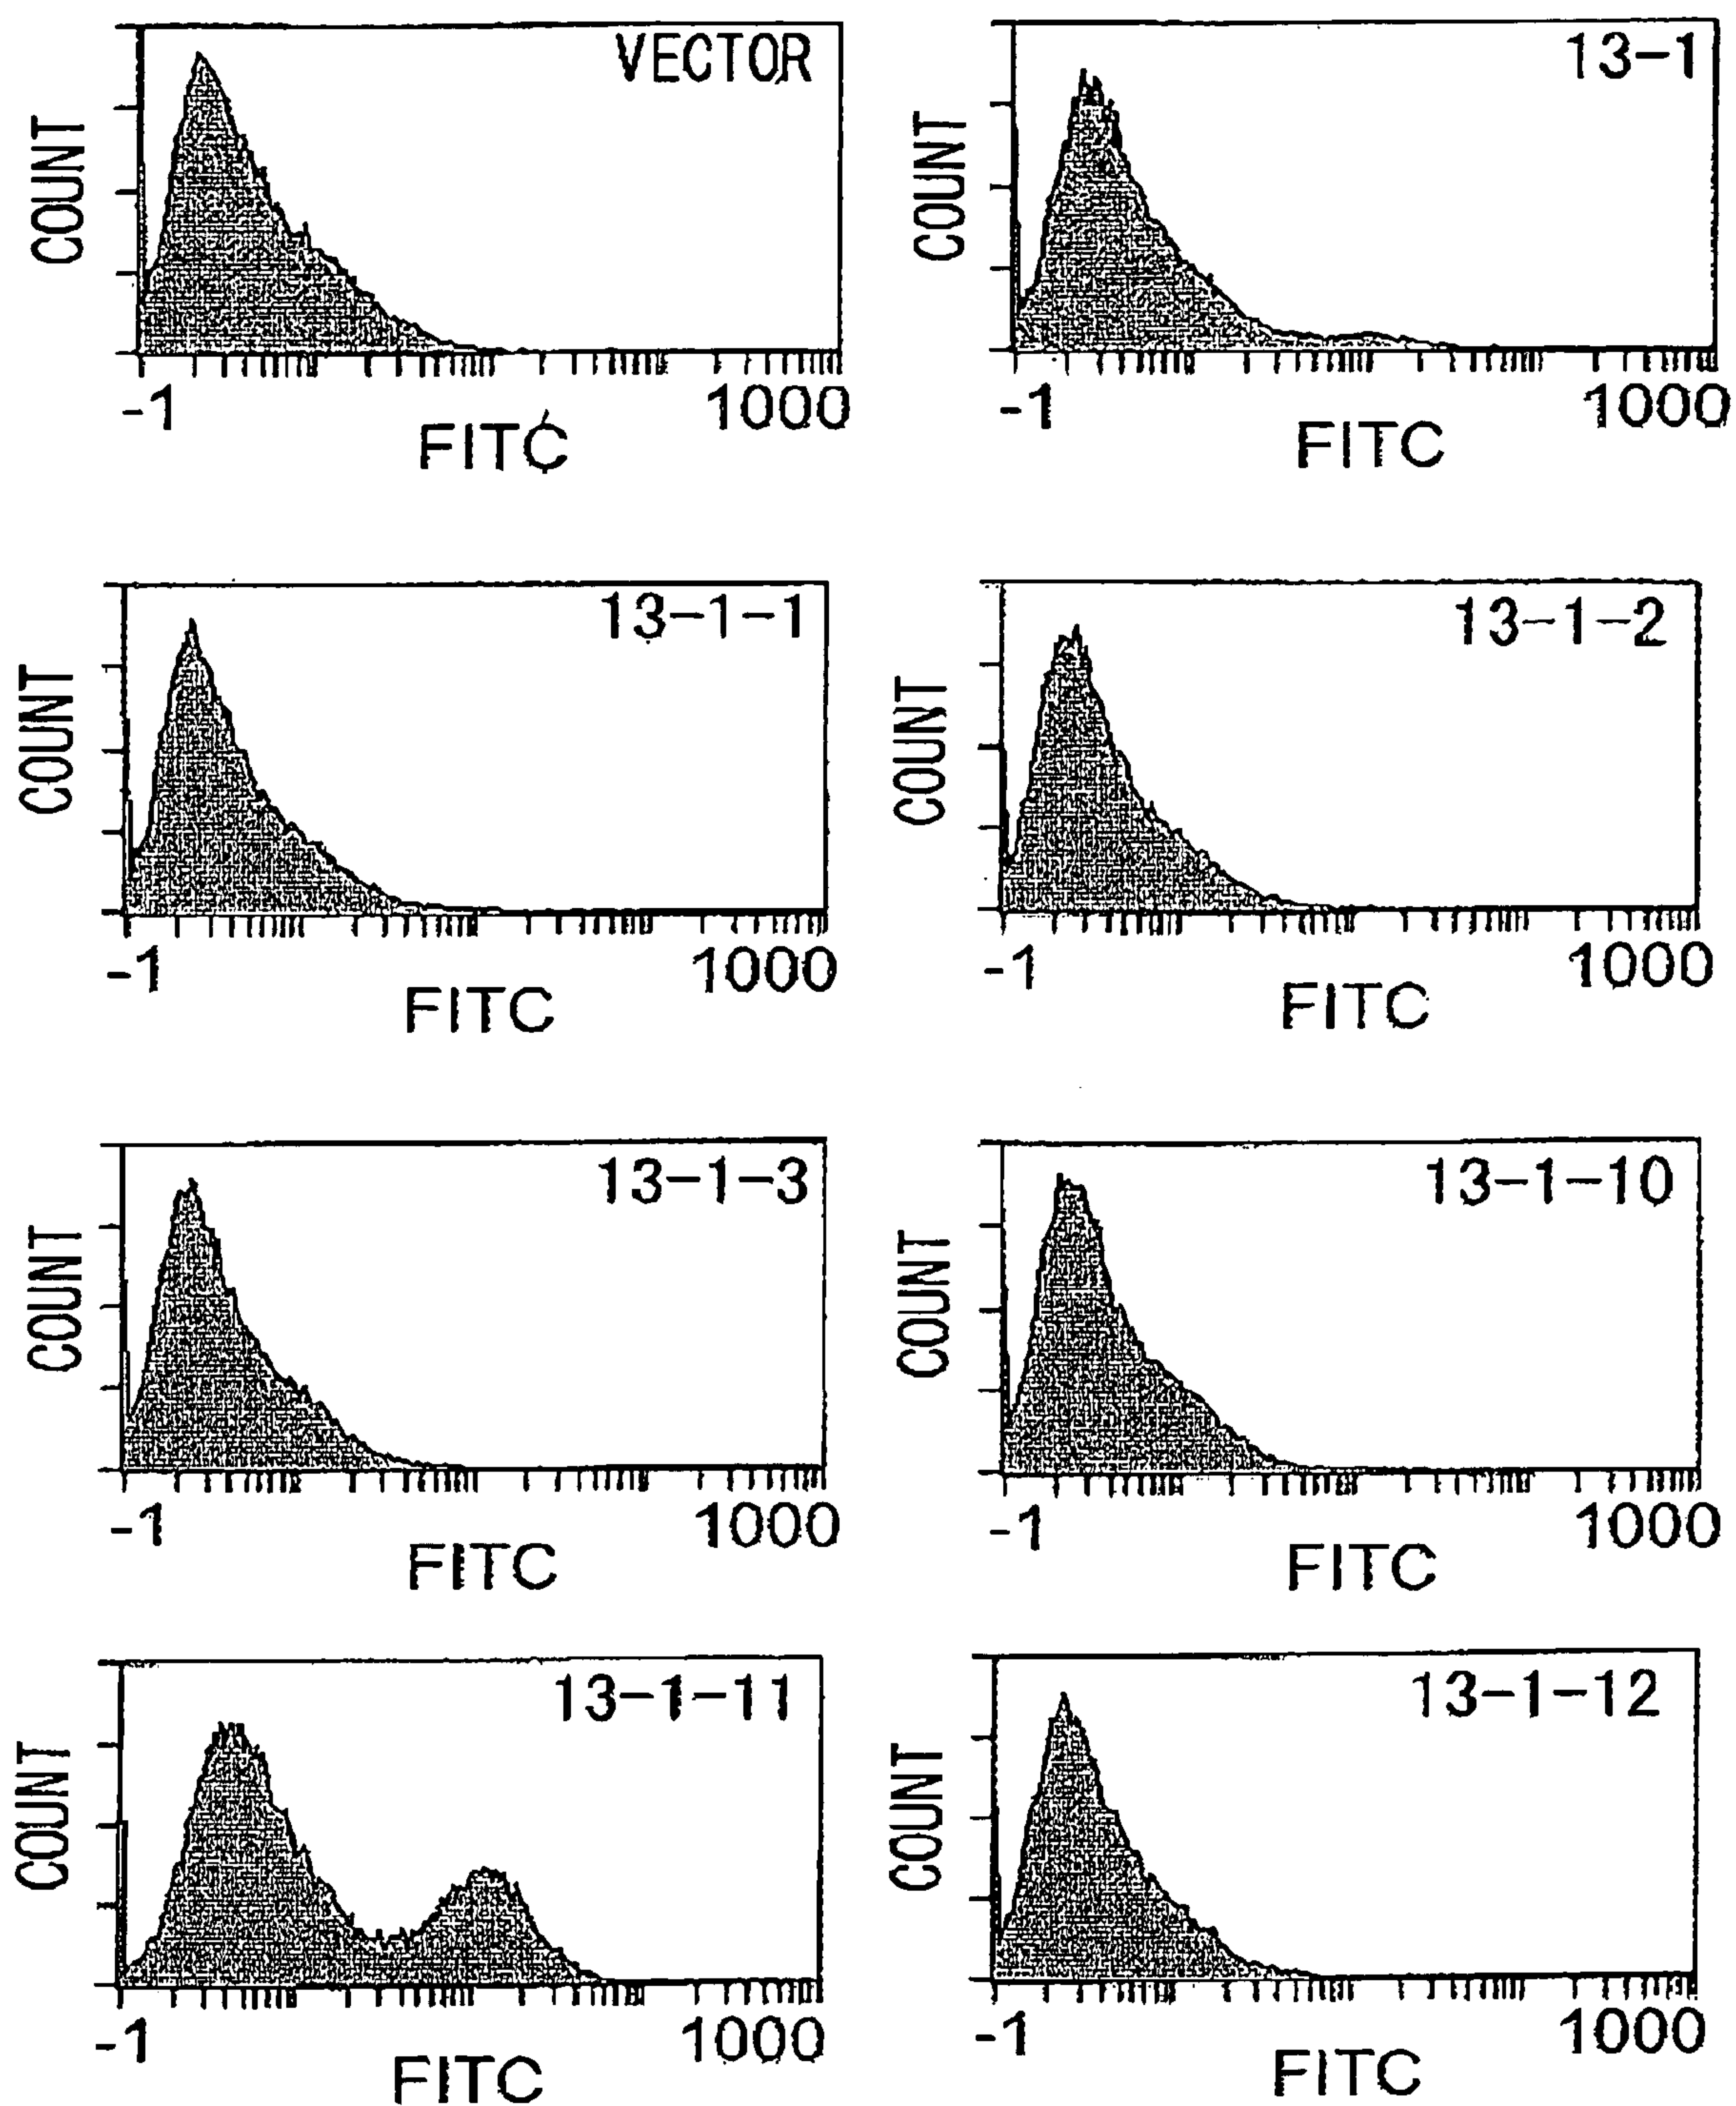 VECTOR
COUNT
-1 1000
FITC
13-1
COUNT
-1 1000
FITC
13-1-1
COUNT
-1 1000
FITC
13-1-2
COUNT
-1 1000
FITC
13-1-3
COUNT
-1 1000
FITC
13-1-10
COUNT
-1 1000
FITC
13-1-11
COUNT
-1 1000
FITC
13-1-12
COUNT
-1 1000
FITC